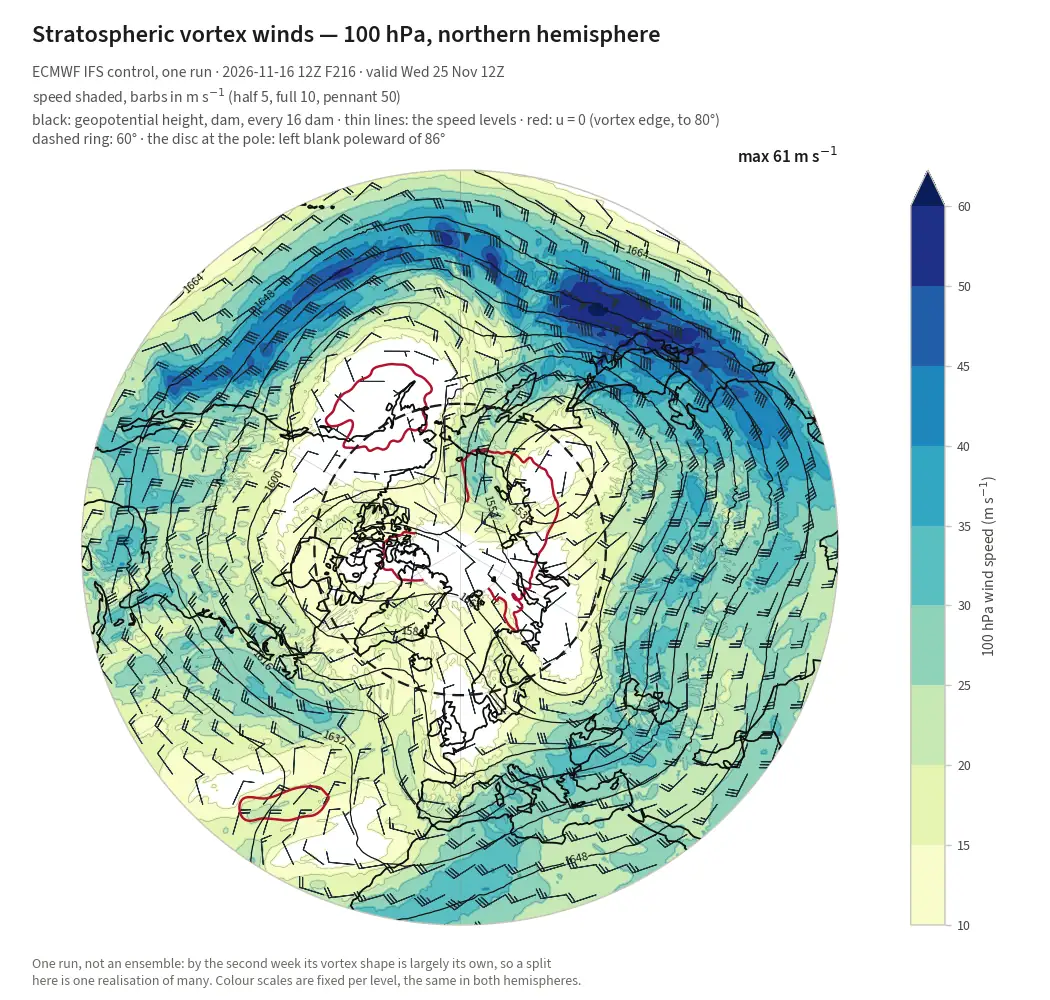 Stratospheric vortex winds — 100 hPa, northern hemisphere
ECMWF IFS control, one run · 2026-11-16 12Z F216 · valid Wed 25 Nov 12Z
speed shaded, barbs in m s⁻¹ (half 5, full 10, pennant 50)
black: geopotential height, dam, every 16 dam · thin lines: the speed levels · red: u = 0 (vortex edge, to 80°)
dashed ring: 60° · the disc at the pole: left blank poleward of 86°
max 61 m s⁻¹
60
50
45
40
35
30
25
20
15
10
100 hPa wind speed (m s⁻¹)
1664
1664
1648
1600
1616
1632
1648
One run, not an ensemble: by the second week its vortex shape is largely its own, so a split
here is one realisation of many. Colour scales are fixed per level, the same in both hemispheres.